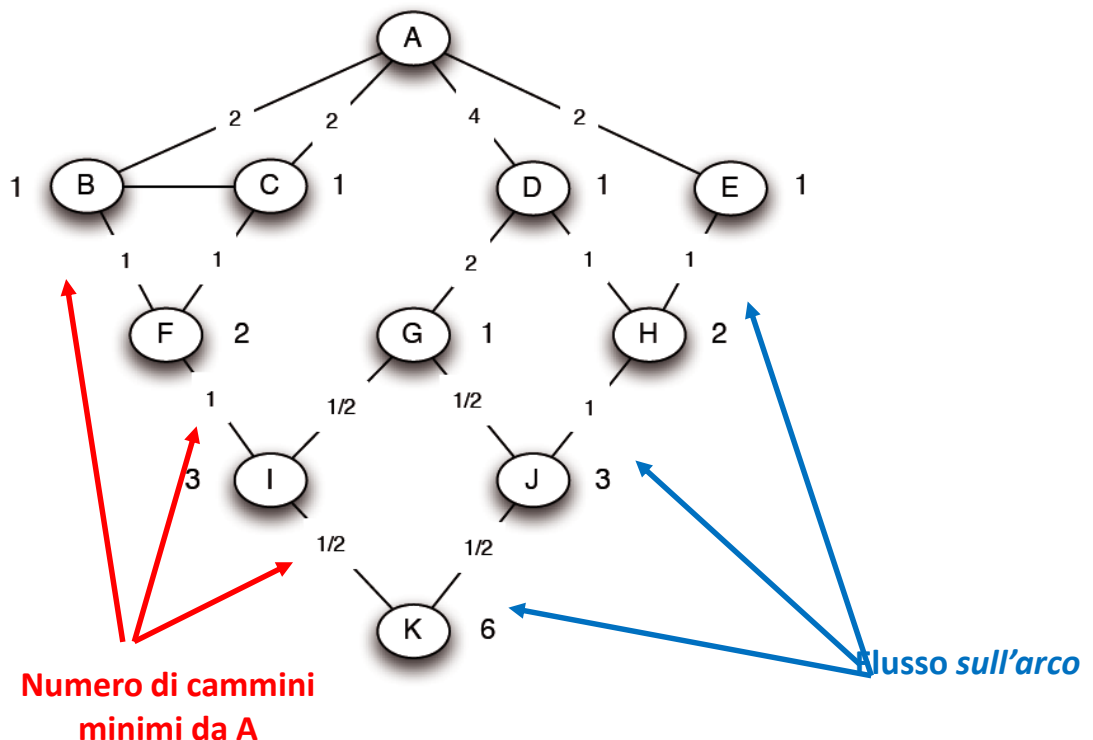 A
2 2 4 2
1 B C 1 D 1 E 1
1 1 2 1 1
F 2 G 1 H 2
1 1/2 1/2 1
3 I J 3
1/2 1/2
K 6
Flusso sull'arco
Numero di cammini
minimi da A